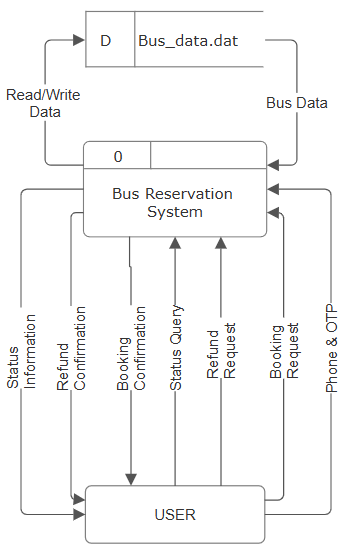 D
Bus_data.dat
Read/Write
Data
Bus Data
0
Bus Reservation
System
Status
Information
Refund
Confirmation
Booking
Confirmation
Status Query
Refund
Request
Booking
Request
Phone & OTP
USER